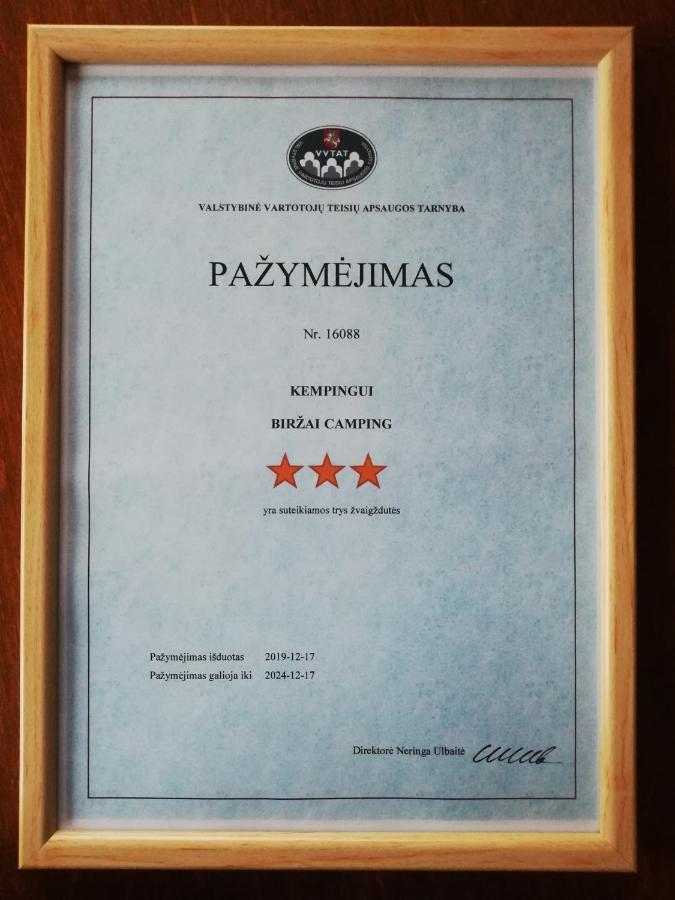 VVTAT
VALSTYBINĖ VARTOTOJŲ TEISIŲ APSAUGOS TARNYBA
PAŽYMĖJIMAS
Nr. 16088
KEMPINGUI
BIRŽAI CAMPING
yra suteikiamos trys žvaigždutės
Pažymėjimas išduotas 2019-12-17
Pažymėjimas galioja iki 2024-12-17
Direktorė Neringa Ulbaitė